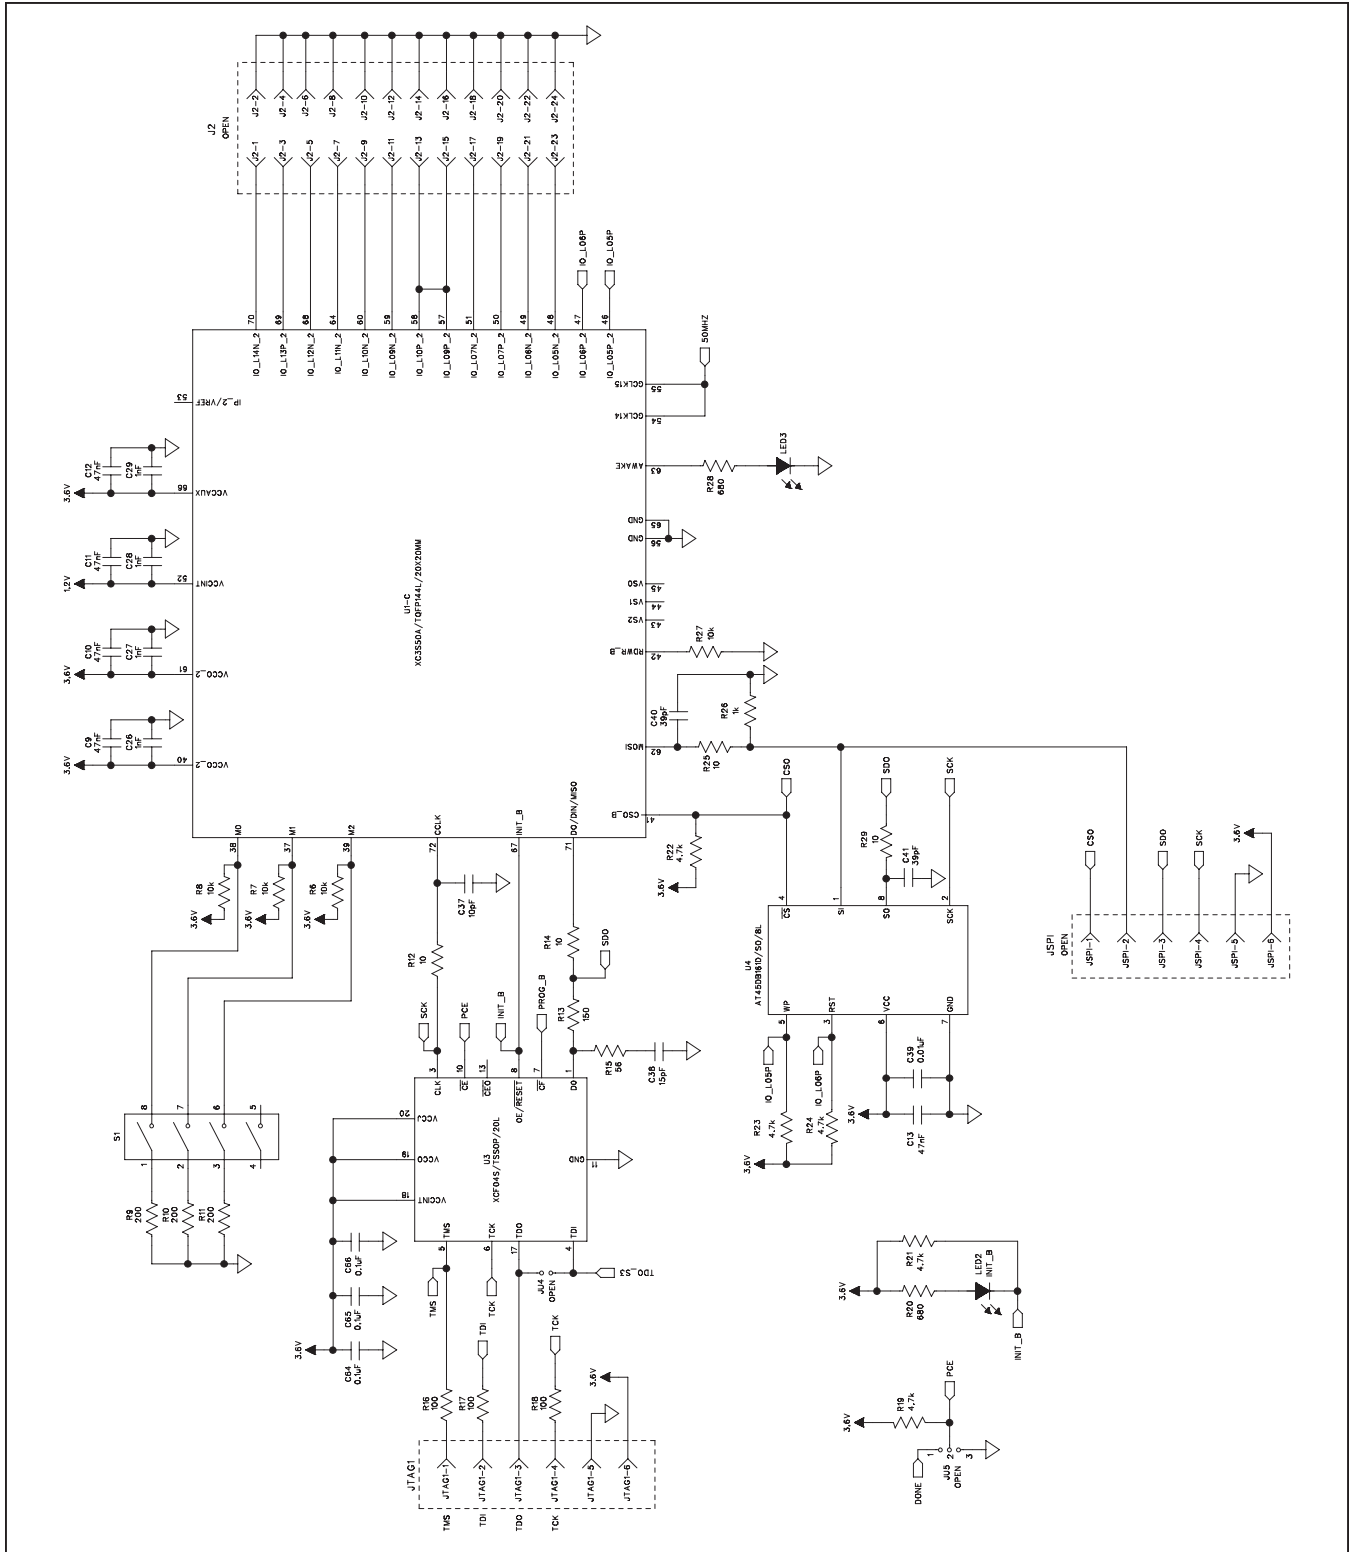 J2
OPEN
J2-2
J2-4
J2-6
J2-8
J2-10
J2-12
J2-14
J2-16
J2-18
J2-20
J2-22
J2-24
J2-1
J2-3
J2-5
J2-7
J2-9
J2-11
J2-13
J2-15
J2-17
J2-19
J2-21
J2-23
IO_L06P
IO_L05P
70
69
68
64
60
59
58
57
51
50
49
48
47
46
IO_L14N_2
IO_L13P_2
IO_L12N_2
IO_L11N_2
IO_L10N_2
IO_L09N_2
IO_L10P_2
IO_L09P_2
IO_L07N_2
IO_L07P_2
IO_L06N_2
IO_L05N_2
IO_L06P_2
IO_L05P_2
U1-C
XC3S50A/TQFP144L/20X20MM
53
IP_2/VREF
3.6V
C12
47nF
C29
1nF
66
VCCAUX
1.2V
C11
47nF
C28
1nF
52
VCCINT
3.6V
C10
47nF
C27
1nF
61
VCCO_2
3.6V
C9
47nF
C26
1nF
40
VCCO_2
GCLK15
55
GCLK14
54
50MHZ
AWAKE
63
R28
680
LED3
GND
65
GND
56
VS0
45
VS1
44
VS2
43
RDWR_B
42
R27
10k
MOSI
62
C40
39pF
R25
10
R26
1k
CSO_B
41
R22
4.7k
3.6V
CSO
M0
38
M1
37
M2
39
CCLK
72
INIT_B
67
D0/DIN/MISO
71
R8
10k
3.6V
R7
10k
3.6V
R6
10k
3.6V
C37
10pF
R12
10
R14
10
SDO
R13
150
R15
56
C38
15pF
S1
8
7
6
5
1
2
3
4
R9
200
R10
200
R11
200
SCK
PCE
INIT_B
PROG_B
3
CLK
10
CE
13
CEO
8
OE/RESET
7
CF
1
D0
U3
XCF04S/TSSOP/20L
20
VCCJ
19
VCCO
18
VCCINT
GND
11
TMS
5
TCK
6
TDO
17
TDI
4
C66
0.1uF
C65
0.1uF
C64
0.1uF
3.6V
TMS
TCK
JU4
OPEN
TDO_S3
TDI
TCK
R16
100
R17
100
R18
100
3.6V
JTAG1
JTAG1-1
JTAG1-2
JTAG1-3
JTAG1-4
JTAG1-5
JTAG1-6
TMS
TDI
TDO
TCK
SDO
SCK
R29
10
C41
39pF
4
CS
1
SI
8
SO
2
SCK
U4
AT45DB161D/SO/8L
WP
5
RST
3
VCC
6
GND
7
IO_L05P
IO_L06P
R23
4.7k
R24
4.7k
3.6V
3.6V
C39
0.01uF
C13
47nF
CSO
SDO
SCK
3.6V
JSPI
OPEN
JSPI-1
JSPI-2
JSPI-3
JSPI-4
JSPI-5
JSPI-6
3.6V
R21
4.7k
R20
680
LED2
INIT_B
INIT_B
3.6V
R19
4.7k
PCE
DONE
1
2
3
JU5
OPEN